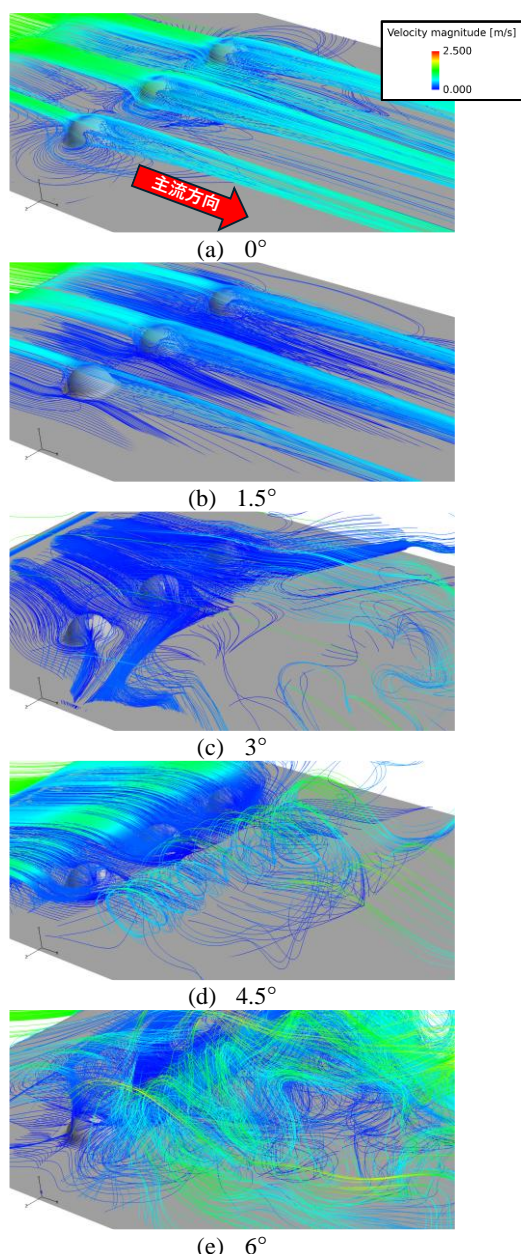 Velocity magnitude [m/s]
2.500
0.000
主流方向
(a) 0°
(b) 1.5°
(c) 3°
(d) 4.5°
(e) 6°